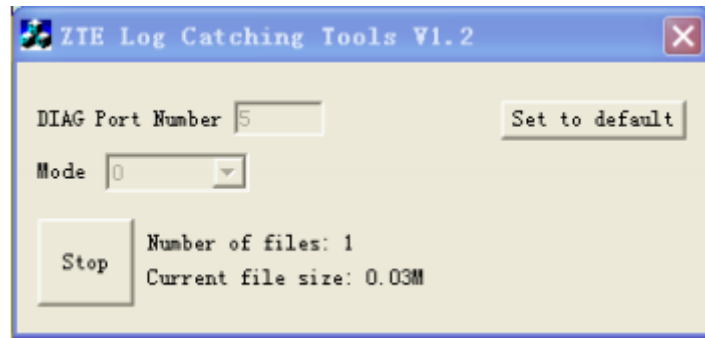 ZTE Log Catching Tools V1.2
DIAG Port Number 5 Set to default
Mode 0
Stop
Number of files: 1
Current file size: 0.03M